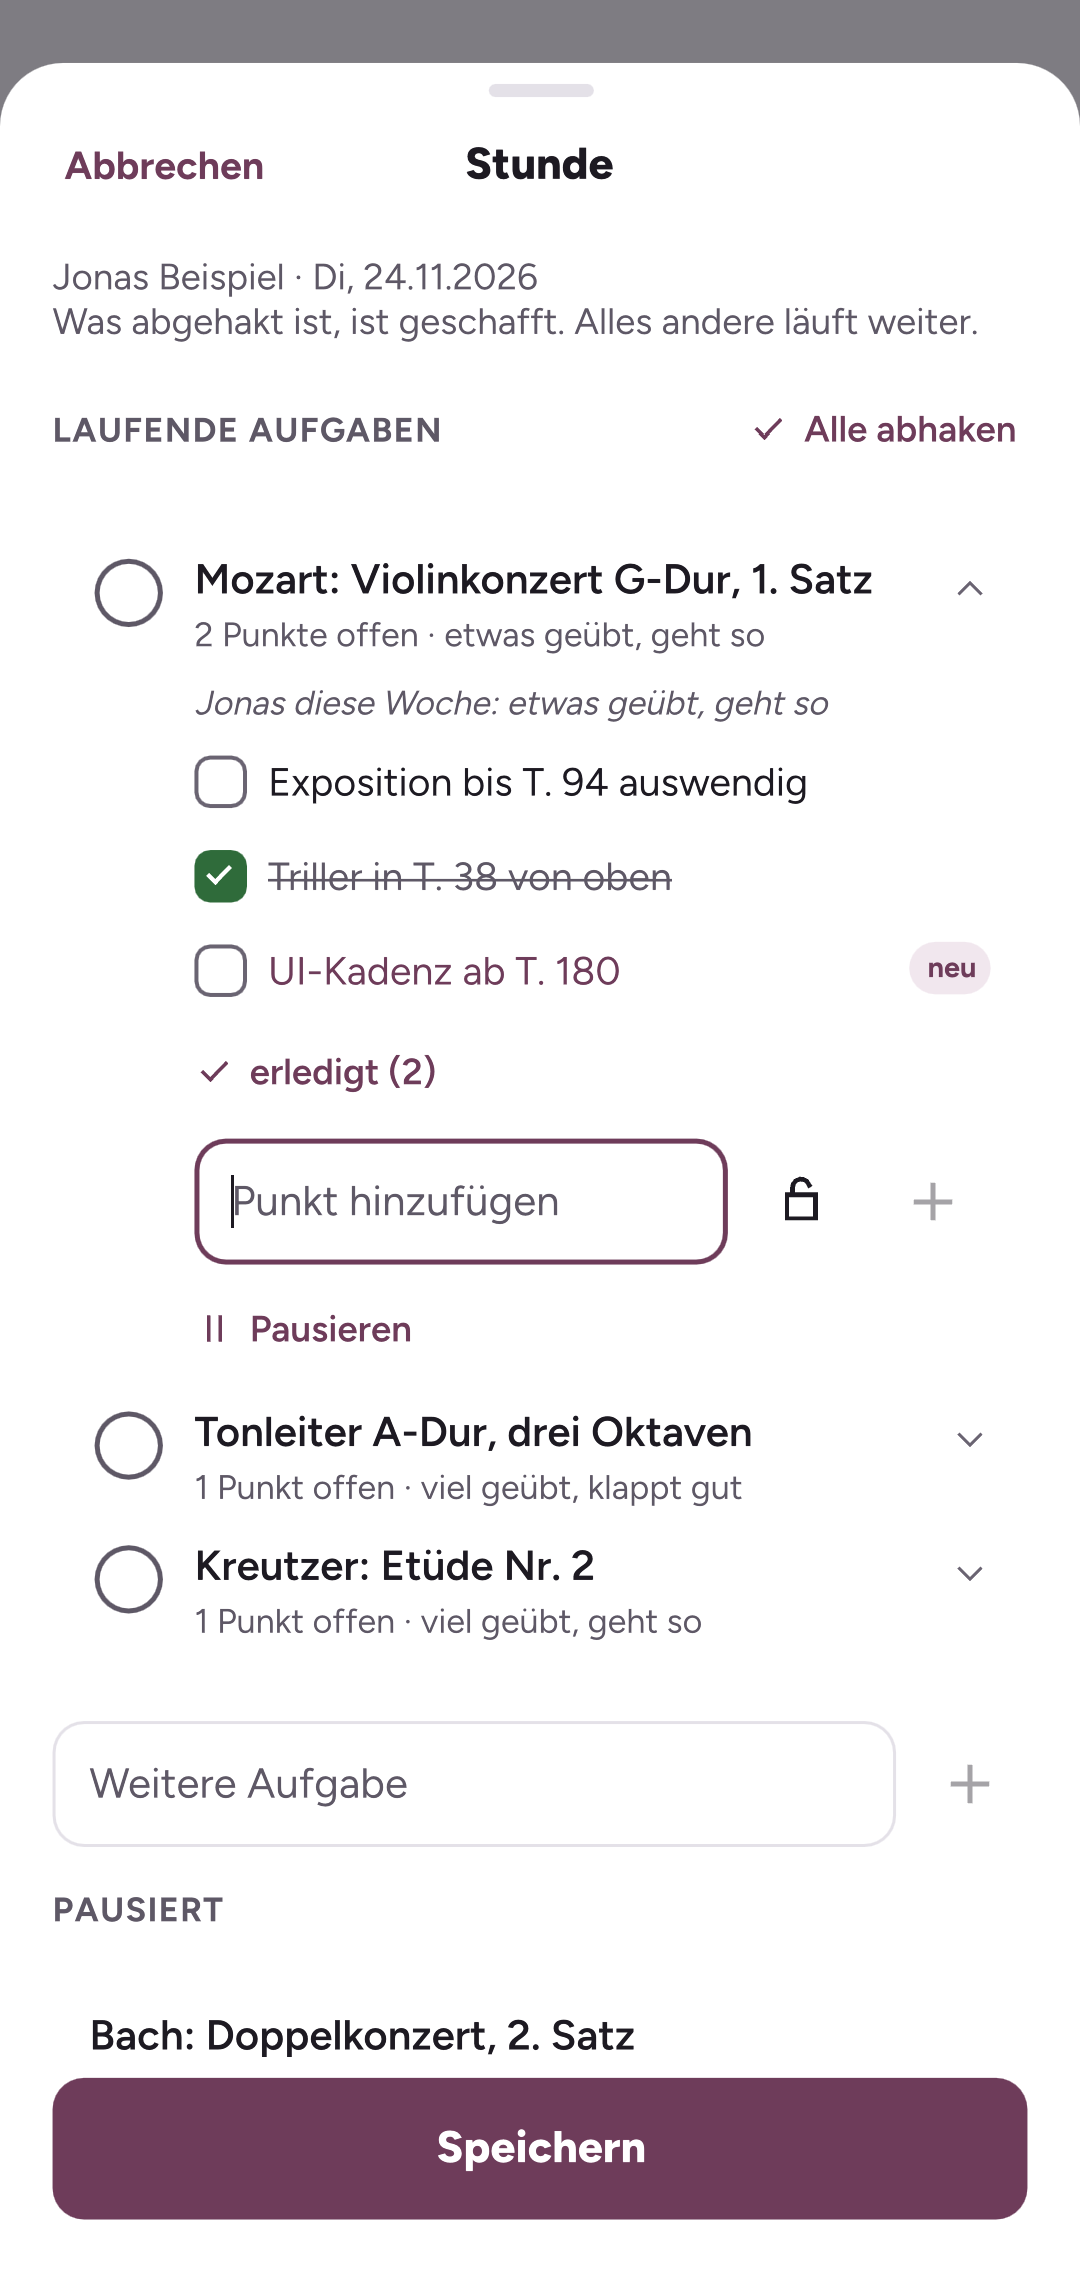 Abbrechen
Stunde
Jonas Beispiel · Di, 24.11.2026
Was abgehakt ist, ist geschafft. Alles andere läuft weiter.
LAUFENDE AUFGABEN
Alle abhaken
Mozart: Violinkonzert G-Dur, 1. Satz
2 Punkte offen · etwas geübt, geht so
Jonas diese Woche: etwas geübt, geht so
Exposition bis T. 94 auswendig
Triller in T. 38 von oben
UI-Kadenz ab T. 180
neu
erledigt (2)
Punkt hinzufügen
Pausieren
Tonleiter A-Dur, drei Oktaven
1 Punkt offen · viel geübt, klappt gut
Kreutzer: Etüde Nr. 2
1 Punkt offen · viel geübt, geht so
Weitere Aufgabe
PAUSIERT
Bach: Doppelkonzert, 2. Satz
Speichern